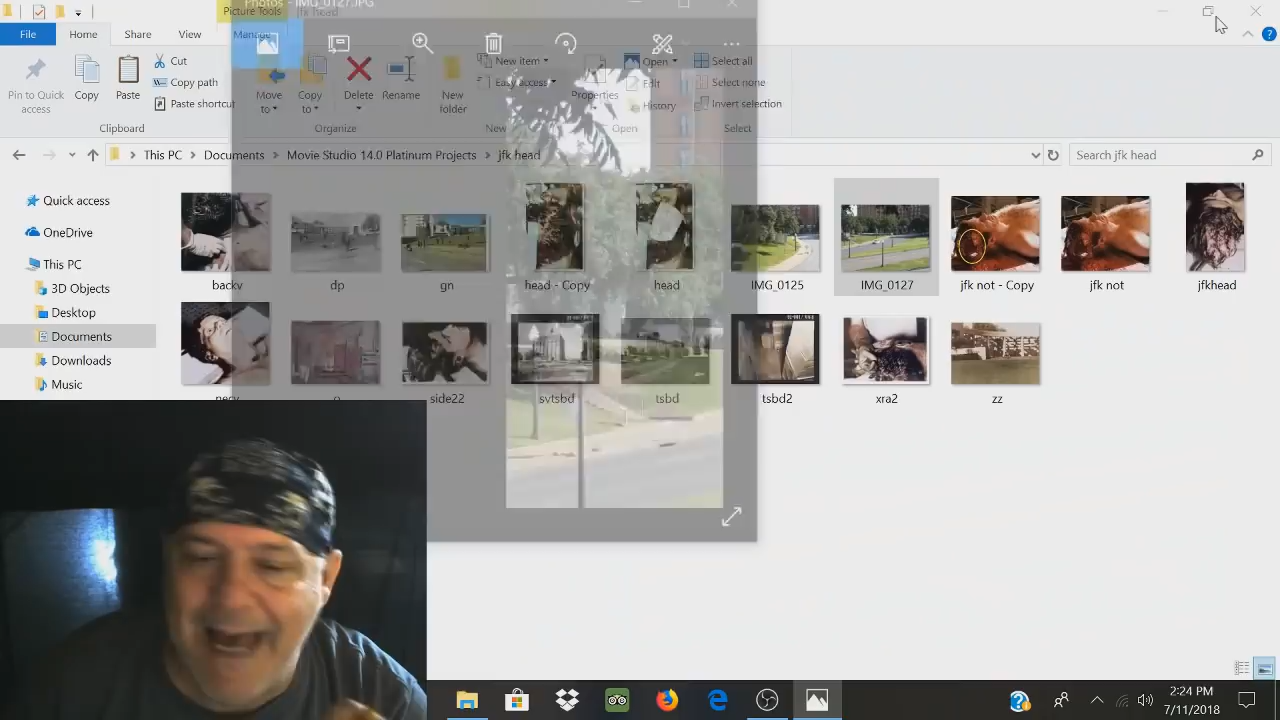 Photos - IMG_0127.JPG
Picture Tools jfk head
File Home Share View Manage
Pin to Quick access
Copy
Paste
Cut
Copy path
Paste shortcut
Move to
Copy to
Delete
Rename
New folder
New item
Easy access
Properties
Open
Edit
History
Select all
Select none
Invert selection
Clipboard Organize New Open Select
This PC Documents Movie Studio 14.0 Platinum Projects jfk head
Search jfk head
Quick access
OneDrive
This PC
3D Objects
Desktop
Documents
Downloads
Music
backv dp gn head - Copy head IMG_0125 IMG_0127 jfk not - Copy jfk not jfkhead
side22 svtsbd tsbd tsbd2 xra2 zz
2:24 PM
7/11/2018